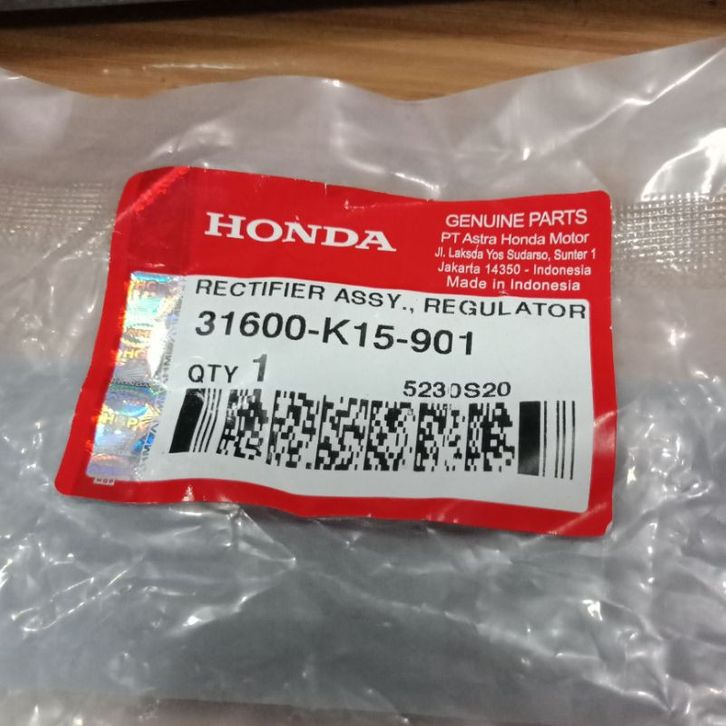 HONDA
GENUINE PARTS
PT Astra Honda Motor
Jl. Laksda Yos Sudarso, Sunter 1
Jakarta 14350 - Indonesia
Made in Indonesia
RECTIFIER ASSY., REGULATOR
31600-K15-901
QTY 1
5230S20
HGP